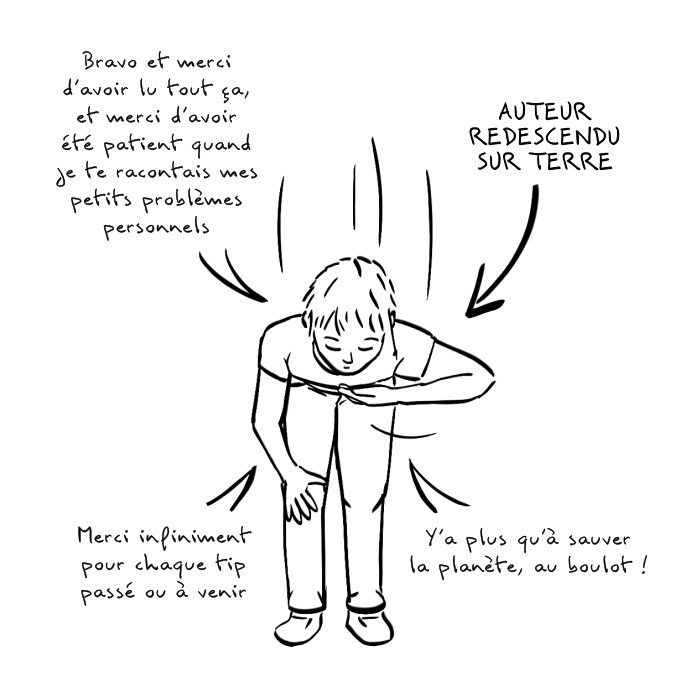 Bravo et merci
d'avoir lu tout ça,
et merci d'avoir
été patient quand
je te racontais mes
petits problèmes
personnels
AUTEUR
REDESCENDU
SUR TERRE
Merci infiniment
pour chaque tip
passé ou à venir
Y'a plus qu'à sauver
la planète, au boulot !